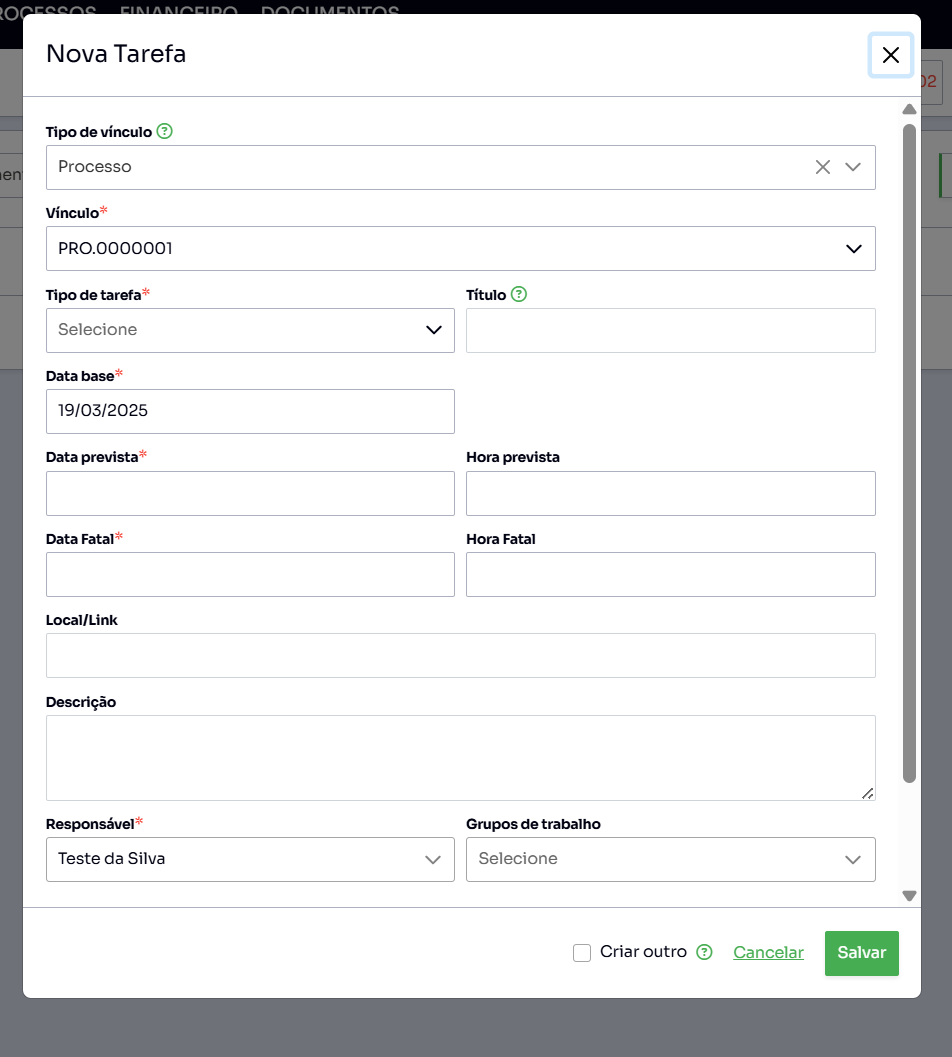 FINANCEIRO DOCUMENTOS
Nova Tarefa
02
Tipo de vínculo ?
Processo
Vínculo*
PRO.0000001
Tipo de tarefa* Título ?
Selecione
Data base*
19/03/2025
Data prevista* Hora prevista
Data Fatal* Hora Fatal
Local/Link
Descrição
Responsável* Grupos de trabalho
Teste da Silva Selecione
Criar outro ? Cancelar Salvar